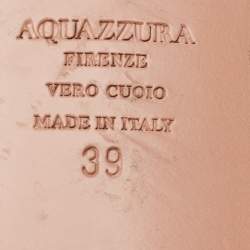 AQUAZZURA
FIRENZE
VERO CUOIO
MADE IN ITALY
39